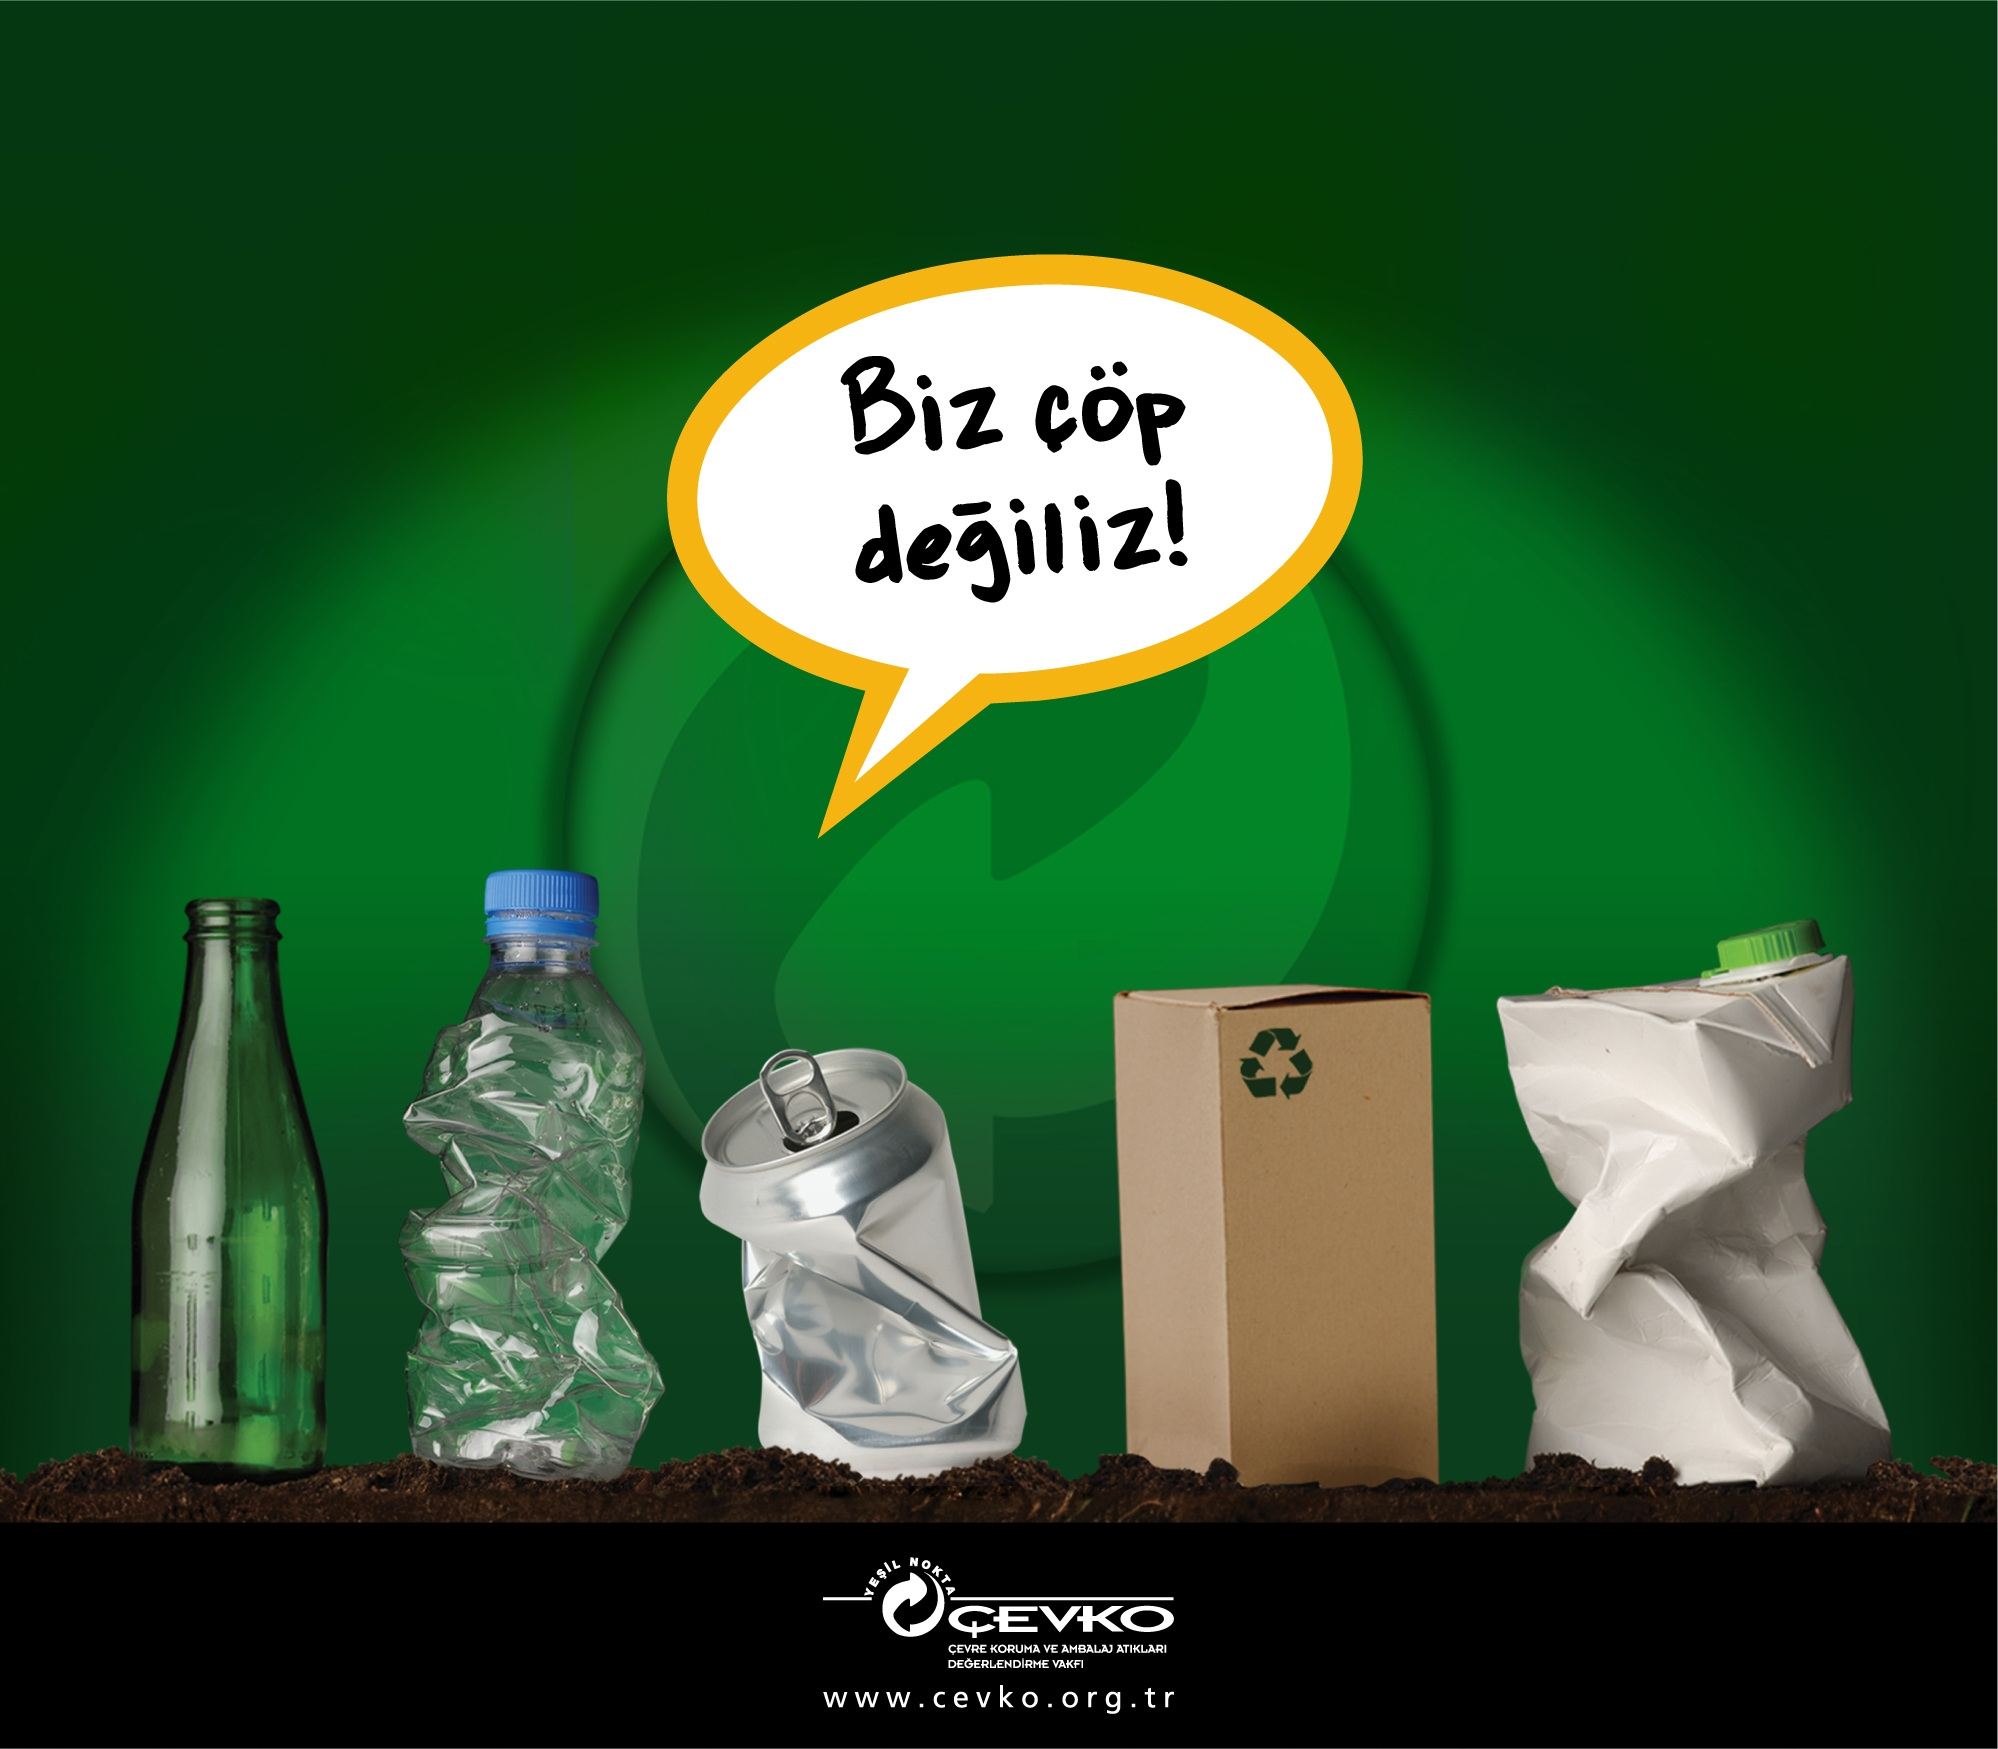 Biz çöp
değiliz!
YEŞİL NOKTA
ÇEVKO
ÇEVRE KORUMA VE AMBALAJ ATIKLARI
DEĞERLENDİRME VAKFI
www.cevko.org.tr